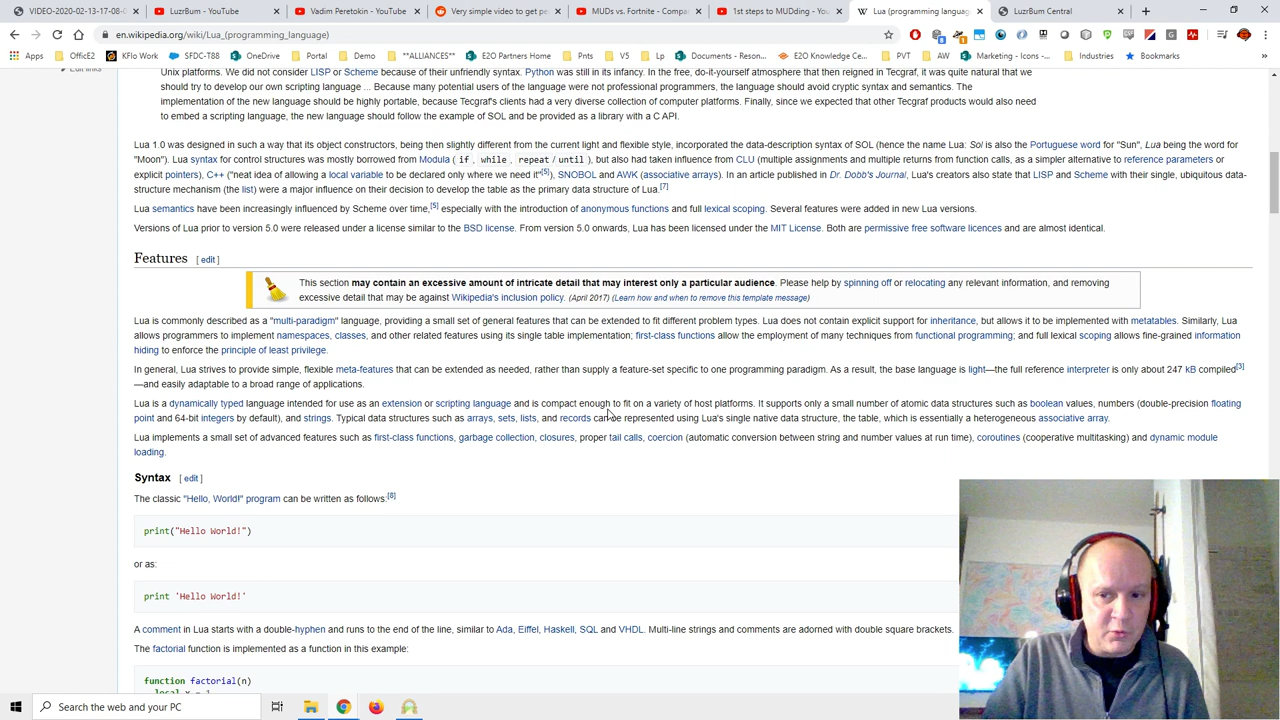 VIDEO-2020-02-13-17-08-0
LuzrBum - YouTube
Vadim Peretokin - YouTube
Very simple video to get pe
MUDs vs. Fortnite - Compa
1st steps to MUDding - YouT
Lua (programming languag
LuzrBum Central
en.wikipedia.org/wiki/Lua_(programming_language)
Apps
OfficE2
KFlo Work
SFDC-T88
OneDr
Portal
Demo
**ALLIANCES**
E2O Partners Home
Pnts
V5
Lp
Documents - Reson...
E2O Knowledge Ce...
PVT
AW
Marketing - Icons -...
Industries
Bookmarks
Edit links
Unix platforms. We did not consider LISP or Scheme because of their unfriendly syntax. Python was still in its infancy. In the free, do-it-yourself atmosphere that then reigned in Tecgraf, it was quite natural that we
should try to develop our own scripting language ... Because many potential users of the language were not professional programmers, the language should avoid cryptic syntax and semantics. The
implementation of the new language should be highly portable, because Tecgraf's clients had a very diverse collection of computer platforms. Finally, since we expected that other Tecgraf products would also need
to embed a scripting language, the new language should follow the example of SOL and be provided as a library with a C API.
Lua 1.0 was designed in such a way that its object constructors, being then slightly different from the current light and flexible style, incorporated the data-description syntax of SOL (hence the name Lua: Sol is also the Portuguese word for "Sun", Lua being the word for
"Moon"). Lua syntax for control structures was mostly borrowed from Modula (if, while, repeat/until), but also had taken influence from CLU (multiple assignments and multiple returns from function calls, as a simpler alternative to reference parameters or
explicit pointers), C++ ("neat idea of allowing a local variable to be declared only where we need it"[5]), SNOBOL and AWK (associative arrays). In an article published in Dr. Dobb's Journal, Lua's creators also state that LISP and Scheme with their single, ubiquitous data-
structure mechanism (the list) were a major influence on their decision to develop the table as the primary data structure of Lua.[7]
Lua semantics have been increasingly influenced by Scheme over time,[5] especially with the introduction of anonymous functions and full lexical scoping. Several features were added in new Lua versions.
Versions of Lua prior to version 5.0 were released under a license similar to the BSD license. From version 5.0 onwards, Lua has been licensed under the MIT License. Both are permissive free software licences and are almost identical.
Features [ edit ]
This section may contain an excessive amount of intricate detail that may interest only a particular audience. Please help by spinning off or relocating any relevant information, and removing
excessive detail that may be against Wikipedia's inclusion policy. (April 2017) (Learn how and when to remove this template message)
Lua is commonly described as a "multi-paradigm" language, providing a small set of general features that can be extended to fit different problem types. Lua does not contain explicit support for inheritance, but allows it to be implemented with metatables. Similarly, Lua
allows programmers to implement namespaces, classes, and other related features using its single table implementation; first-class functions allow the employment of many techniques from functional programming; and full lexical scoping allows fine-grained information
hiding to enforce the principle of least privilege.
In general, Lua strives to provide simple, flexible meta-features that can be extended as needed, rather than supply a feature-set specific to one programming paradigm. As a result, the base language is light—the full reference interpreter is only about 247 kB compiled[3]
—and easily adaptable to a broad range of applications.
Lua is a dynamically typed language intended for use as an extension or scripting language and is compact enough to fit on a variety of host platforms. It supports only a small number of atomic data structures such as boolean values, numbers (double-precision floating
point and 64-bit integers by default), and strings. Typical data structures such as arrays, sets, lists, and records can be represented using Lua's single native data structure, the table, which is essentially a heterogeneous associative array.
Lua implements a small set of advanced features such as first-class functions, garbage collection, closures, proper tail calls, coercion (automatic conversion between string and number values at run time), coroutines (cooperative multitasking) and dynamic module
loading.
Syntax [ edit ]
The classic "Hello, World!" program can be written as follows:[8]
print("Hello World!")
or as:
print 'Hello World!'
A comment in Lua starts with a double-hyphen and runs to the end of the line, similar to Ada, Eiffel, Haskell, SQL and VHDL. Multi-line strings and comments are adorned with double square brackets.
The factorial function is implemented as a function in this example:
function factorial(n)
local x = 1
Search the web and your PC